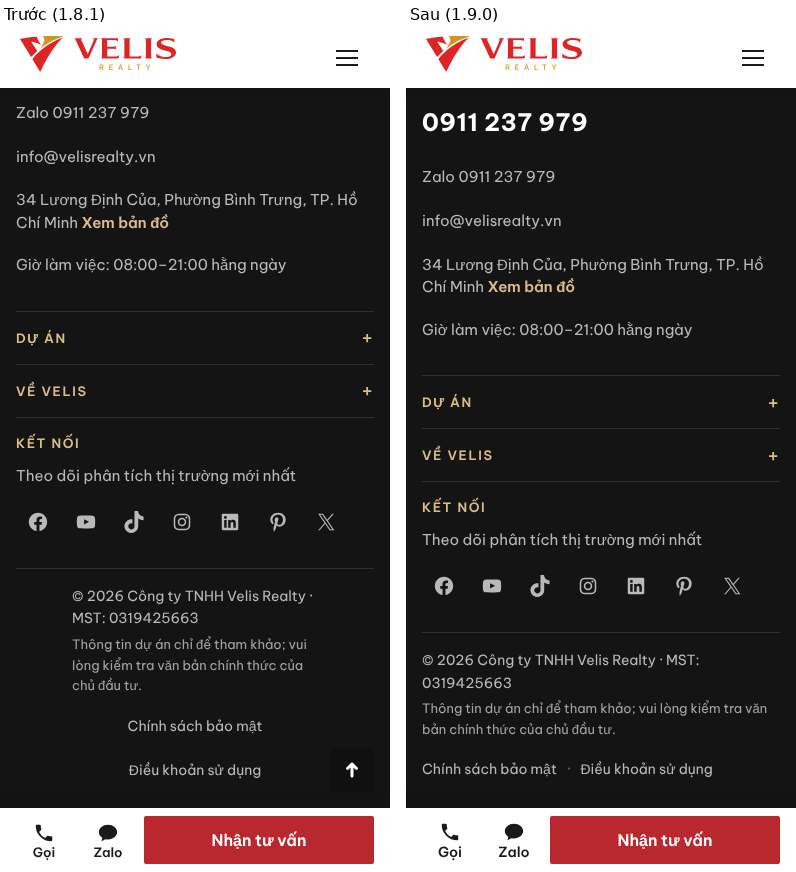 Trước (1.8.1)
VELIS
REALTY
Zalo 0911 237 979
info@velisrealty.vn
34 Lương Định Của, Phường Bình Trưng, TP. Hồ
Chí Minh Xem bản đồ
Giờ làm việc: 08:00–21:00 hằng ngày
DỰ ÁN +
VỀ VELIS +
KẾT NỐI
Theo dõi phân tích thị trường mới nhất
© 2026 Công ty TNHH Velis Realty ·
MST: 0319425663
Thông tin dự án chỉ để tham khảo; vui
lòng kiểm tra văn bản chính thức của
chủ đầu tư.
Chính sách bảo mật
Điều khoản sử dụng
Gọi
Zalo
Nhận tư vấn
Sau (1.9.0)
VELIS
REALTY
0911 237 979
Zalo 0911 237 979
info@velisrealty.vn
34 Lương Định Của, Phường Bình Trưng, TP. Hồ
Chí Minh Xem bản đồ
Giờ làm việc: 08:00–21:00 hằng ngày
DỰ ÁN +
VỀ VELIS +
KẾT NỐI
Theo dõi phân tích thị trường mới nhất
© 2026 Công ty TNHH Velis Realty · MST:
0319425663
Thông tin dự án chỉ để tham khảo; vui lòng kiểm tra văn
bản chính thức của chủ đầu tư.
Chính sách bảo mật · Điều khoản sử dụng
Gọi
Zalo
Nhận tư vấn